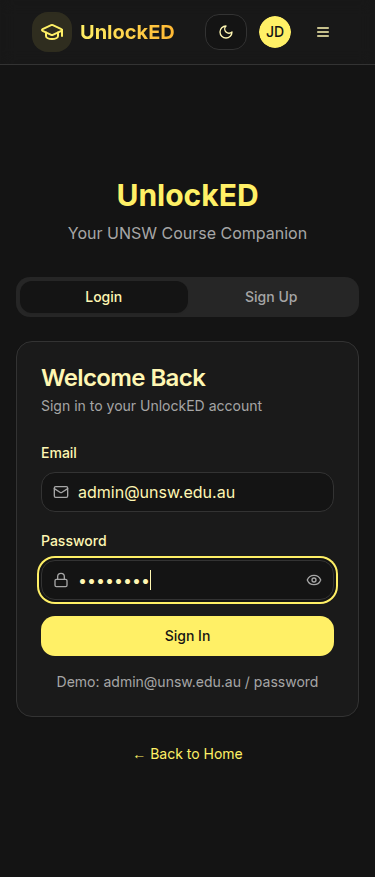 UnlockED
JD
UnlockED
Your UNSW Course Companion
Login
Sign Up
Welcome Back
Sign in to your UnlockED account
Email
admin@unsw.edu.au
Password
••••••••
Sign In
Demo: admin@unsw.edu.au / password
← Back to Home